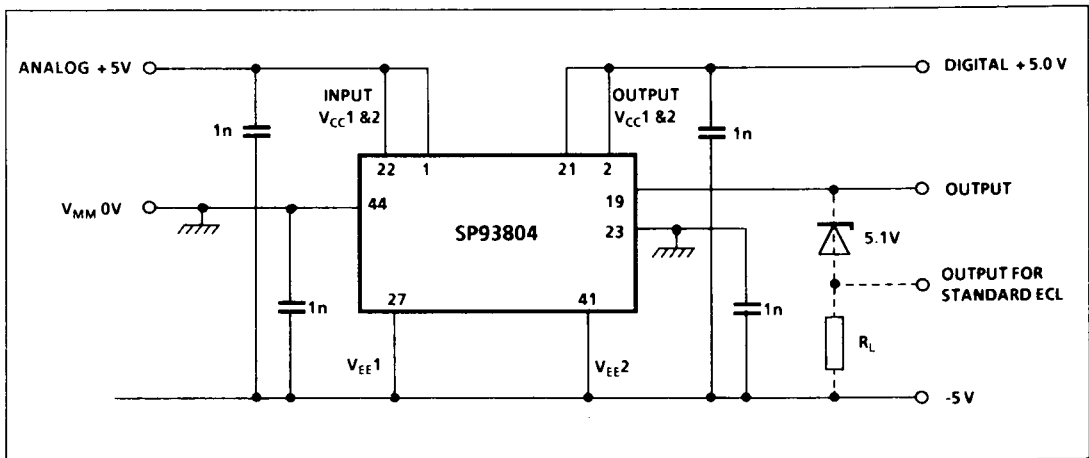 ANALOG +5V
DIGITAL +5.0 V
INPUT
V_CC1 &2
OUTPUT
V_CC1 &2
1n
1n
22
1
21
2
V_MM 0V
44
19
OUTPUT
SP93804
23
5.1V
OUTPUT FOR
STANDARD ECL
1n
27
41
1n
R_L
V_EE1
V_EE2
-5 V